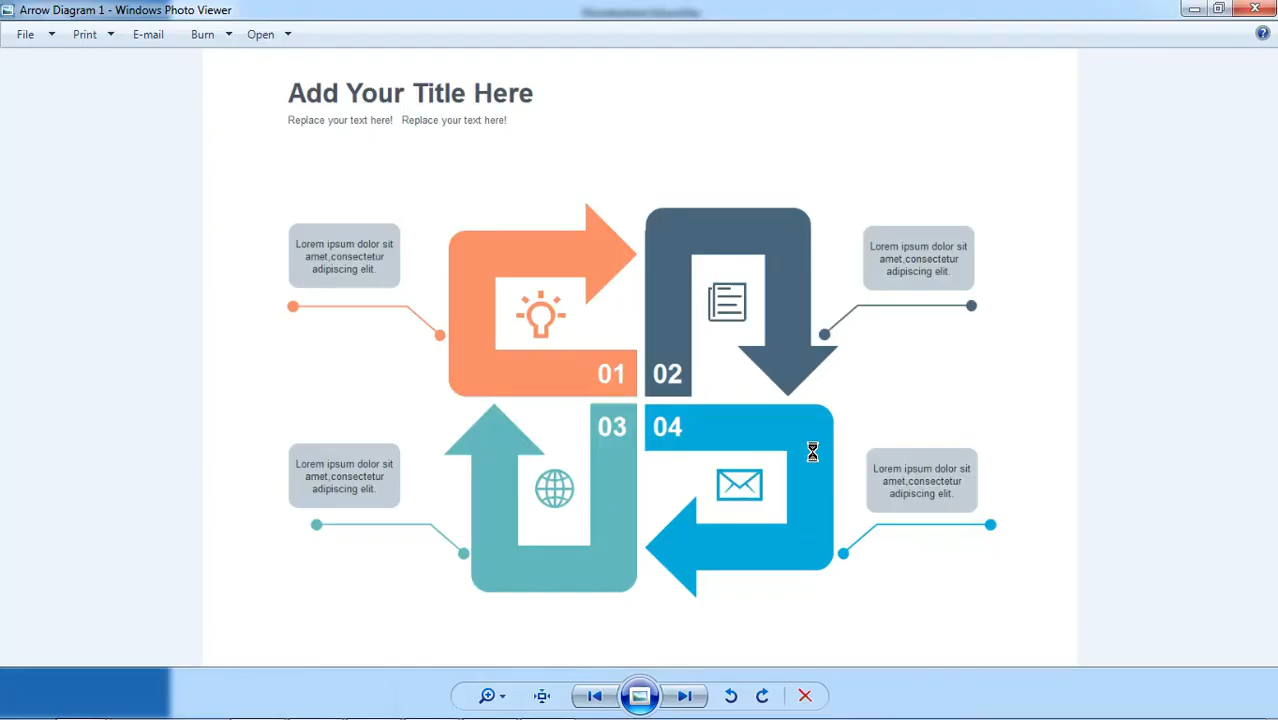 Arrow Diagram 1 - Windows Photo Viewer
File Print E-mail Burn Open
Add Your Title Here
Replace your text here! Replace your text here!
Lorem ipsum dolor sit
amet,consectetur
adipiscing elit.
01
02
Lorem ipsum dolor sit
amet,consectetur
adipiscing elit.
Lorem ipsum dolor sit
amet,consectetur
adipiscing elit.
03
04
Lorem ipsum dolor sit
amet,consectetur
adipiscing elit.